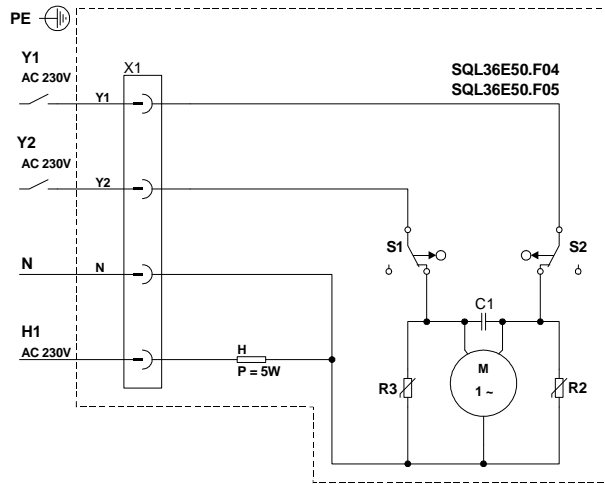 PE
Y1
AC 230V
X1
SQL36E50.F04
SQL36E50.F05
Y1
Y2
AC 230V
Y2
S1
S2
N
N
C1
H1
AC 230V
H
P = 5W
M
1 ~
R3
R2